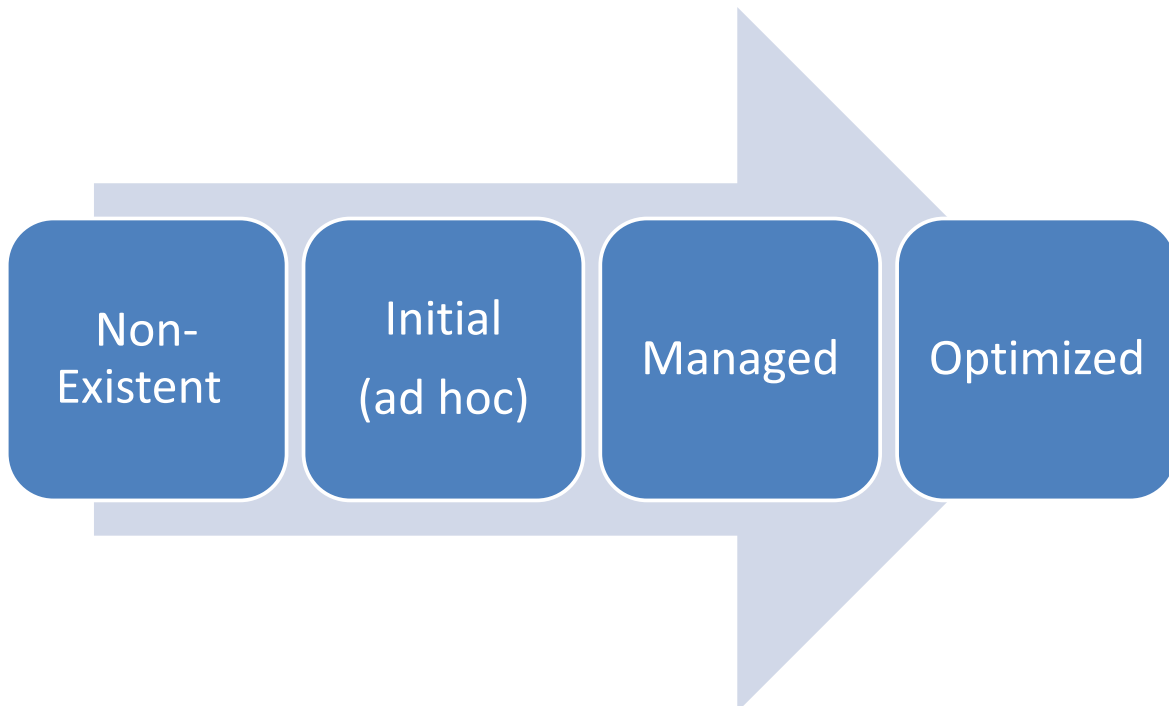 Non-
Existent
Initial
(ad hoc)
Managed
Optimized